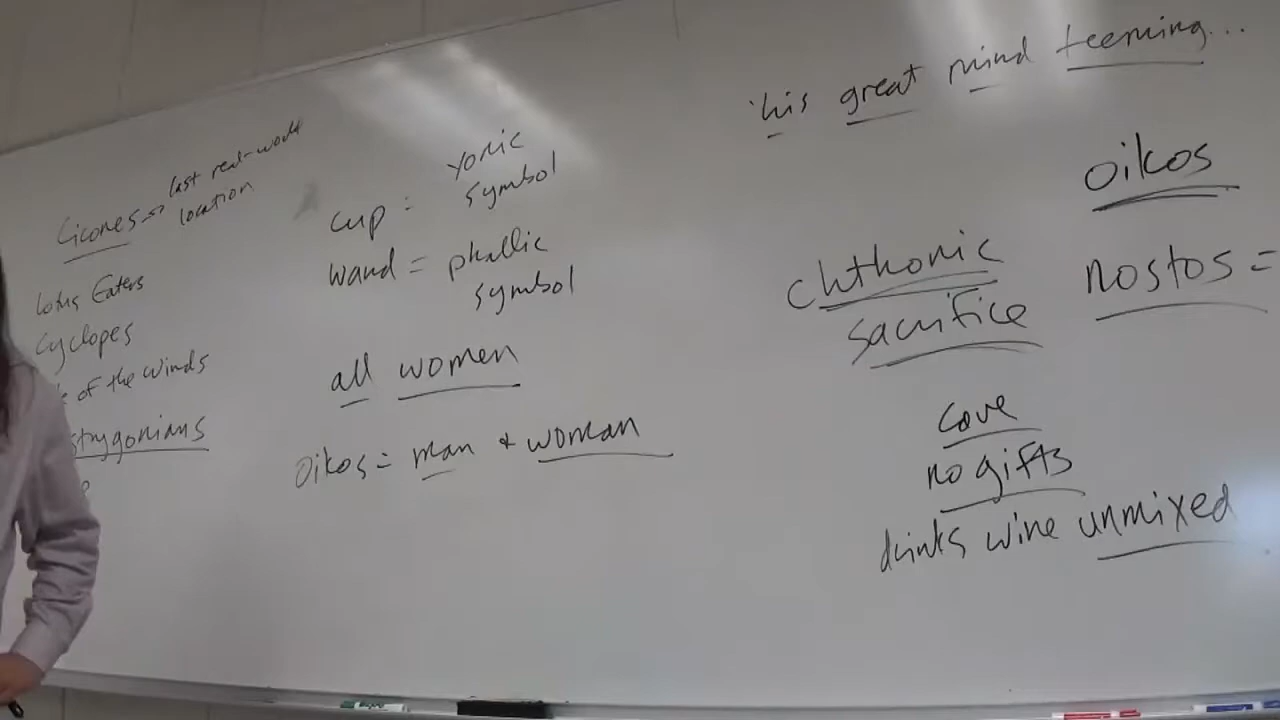 Cicones => last real-world
location
Lotus Eaters
Cyclopes
of the Winds
strygonians
cup = yonic
symbol
wand = phallic
symbol
all women
Oikos = man + woman
'his great mind teeming...
oikos
chthonic
sacrifice
nostos =
cave
no gifts
drinks wine unmixed